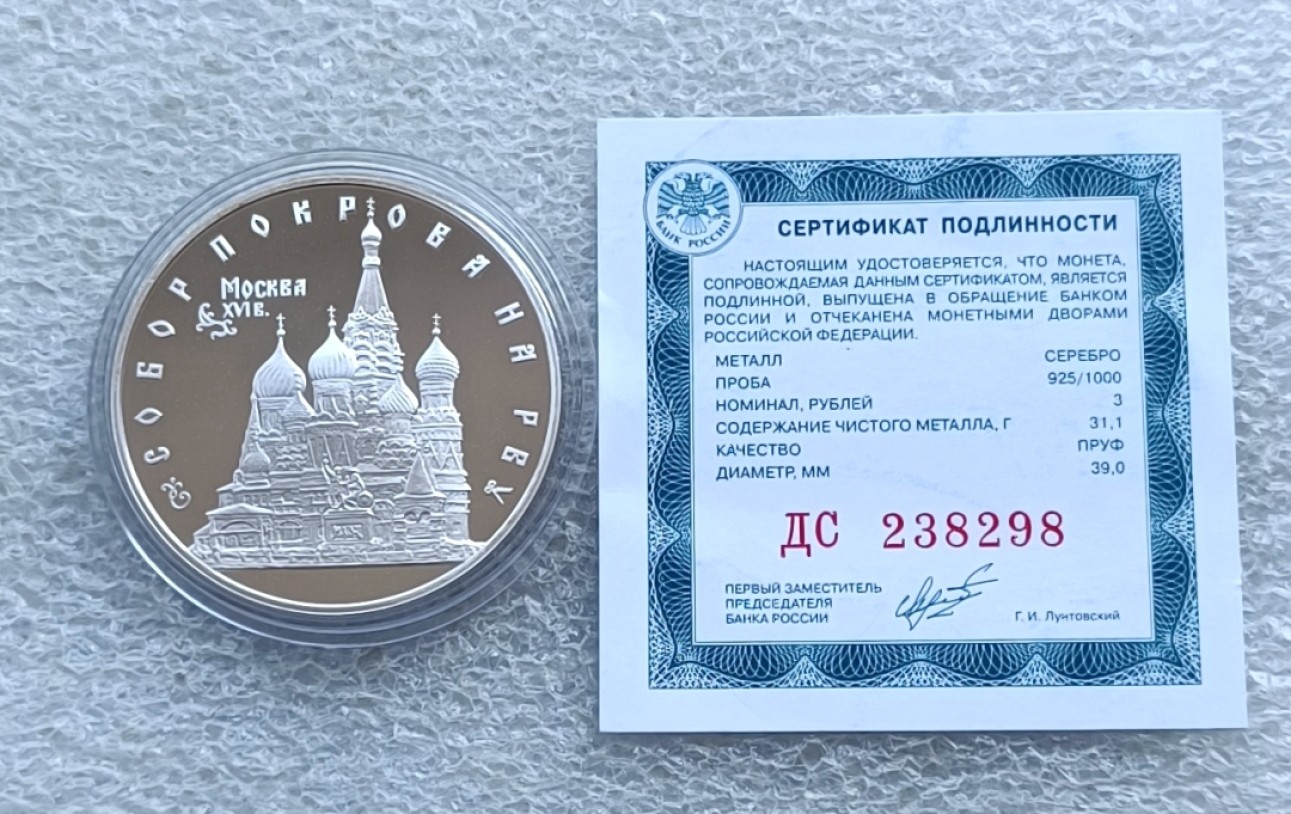 СОБОР ПОКРОВА НА РВУ
МОСКВА
XVI В.
БАНК РОССИИ
СЕРТИФИКАТ ПОДЛИННОСТИ
НАСТОЯЩИМ УДОСТОВЕРЯЕТСЯ, ЧТО МОНЕТА,
СОПРОВОЖДАЕМАЯ ДАННЫМ СЕРТИФИКАТОМ, ЯВЛЯЕТСЯ
ПОДЛИННОЙ, ВЫПУЩЕНА В ОБРАЩЕНИЕ БАНКОМ
РОССИИ И ОТЧЕКАНЕНА МОНЕТНЫМИ ДВОРАМИ
РОССИЙСКОЙ ФЕДЕРАЦИИ.
МЕТАЛЛ СЕРЕБРО
ПРОБА 925/1000
НОМИНАЛ, РУБЛЕЙ 3
СОДЕРЖАНИЕ ЧИСТОГО МЕТАЛЛА, Г 31,1
КАЧЕСТВО ПРУФ
ДИАМЕТР, ММ 39,0
ДС 238298
ПЕРВЫЙ ЗАМЕСТИТЕЛЬ
ПРЕДСЕДАТЕЛЯ
БАНКА РОССИИ Г. И. Лунтовский